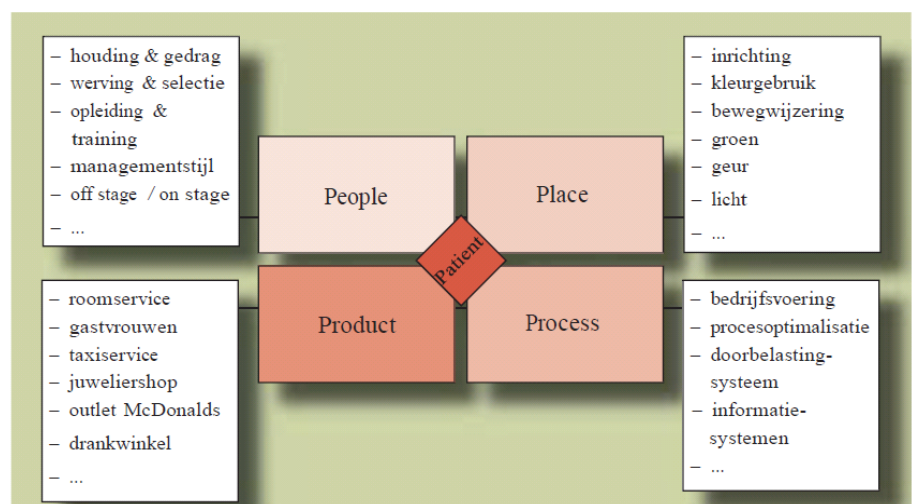 – houding & gedrag
– werving & selectie
– opleiding &
training
– managementstijl
– off stage / on stage
– ...
– inrichting
– kleurgebruik
– bewegwijzering
– groen
– geur
– licht
– ...
People
Place
Patient
Product
Process
– roomservice
– gastvrouwen
– taxiservice
– juweliershop
– outlet McDonalds
– drankwinkel
– ...
– bedrijfsvoering
– procesoptimalisatie
– doorbelasting-
systeem
– informatie-
systemen
– ...